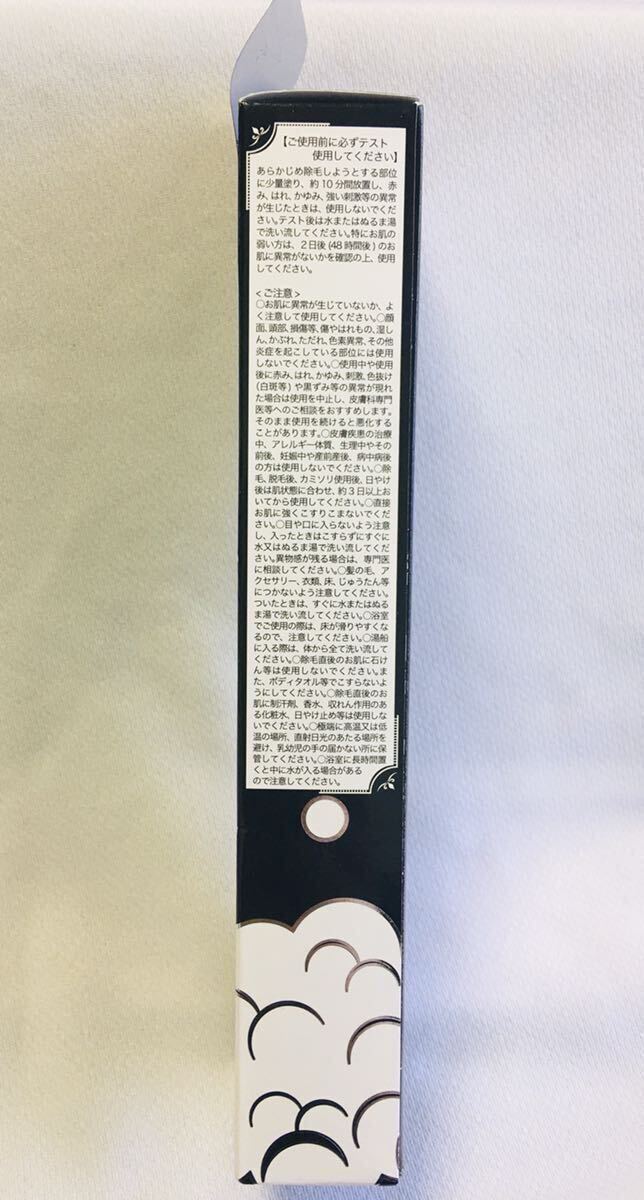 【ご使用前に必ずテスト
使用してください】
あらかじめ除毛しようとする部位
に少量塗り、約10分間放置し、赤
み、はれ、かゆみ、強い刺激等の異常
が生じたときは、使用しないでくだ
さい。テスト後は水またはぬるま湯
で洗い流してください。特にお肌の
弱い方は、2日後(48時間後)のお
肌に異常がないかを確認の上、使用
してください。
<ご注意>
○お肌に異常が生じていないか、よ
く注意して使用してください。○顔
面、頭部、損傷等、傷やはれもの、湿し
ん、かぶれ、ただれ、色素異常、その他
炎症を起こしている部位には使用
しないでください。○使用中や使用
後に赤み、はれ、かゆみ、刺激、色抜け
(白斑等)や黒ずみ等の異常が現れ
た場合は使用を中止し、皮膚科専門
医等へのご相談をおすすめします。
そのまま使用を続けると悪化する
ことがあります。○皮膚疾患の治療
中、アレルギー体質、生理中やその
前後、妊娠中や産前産後、病中病後
の方は使用しないでください。○除
毛、脱毛後、カミソリ使用後、日やけ
後は肌状態に合わせ、約3日以上お
いてから使用してください。○直接
お肌に強くこすりこまないでくだ
さい。○目や口に入らないよう注意
し、入ったときはこすらずにすぐに
水又はぬるま湯で洗い流してくださ
い。異物感が残る場合は、専門医
に相談してください。○髪の毛、ア
クセサリー、衣類、床、じゅうたん等
につかないよう注意してください。
ついたときは、すぐに水またはぬる
ま湯で洗い流してください。○浴室
でご使用の際は、床が滑りやすくな
るので、注意してください。○湯船
に入る際は、体から全て洗い流して
ください。○除毛直後のお肌に石け
ん等は使用しないでください。ま
た、ボディタオル等でこすらないよ
うにしてください。○除毛直後のお
肌に制汗剤、香水、収れん作用のあ
る化粧水、日やけ止め等は使用しな
いでください。○極端に高温又は低
温の場所、直射日光のあたる場所を
避け、乳幼児の手の届かない所に保
管してください。○浴室に長時間置
くと中に水が入る場合がある
ので注意してください。